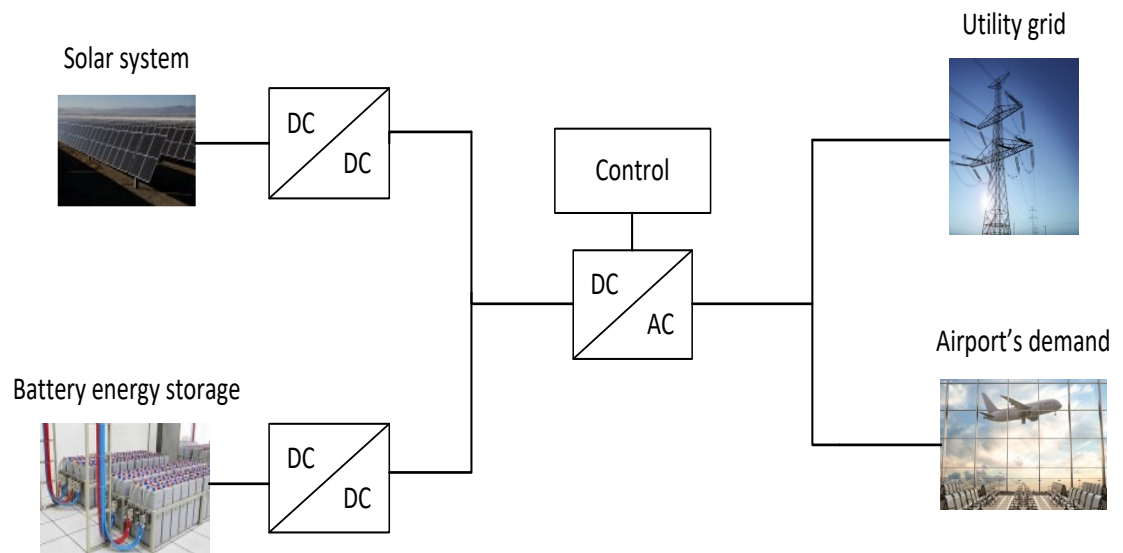 Utility grid
Solar system
DC
DC
Control
DC
AC
Airport’s demand
Battery energy storage
DC
DC